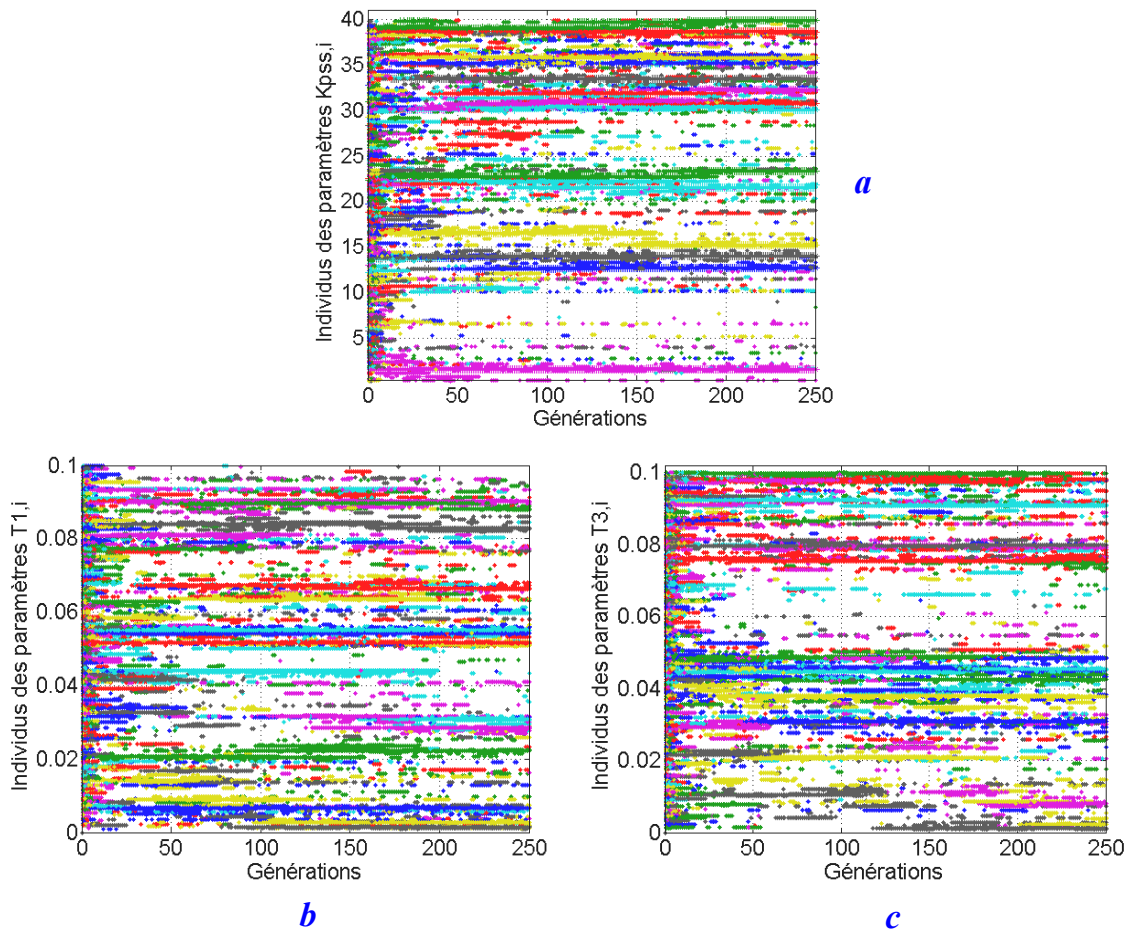 Individus des paramètres Kpss.i
40
35
30
25
20
15
10
5
0 50 100 150 200 250
Générations
a
Individus des paramètres T1,i
0.1
0.08
0.06
0.04
0.02
0
0 50 100 150 200 250
Générations
b
Individus des paramètres T3,i
0.1
0.08
0.06
0.04
0.02
0
0 50 100 150 200 250
Générations
c